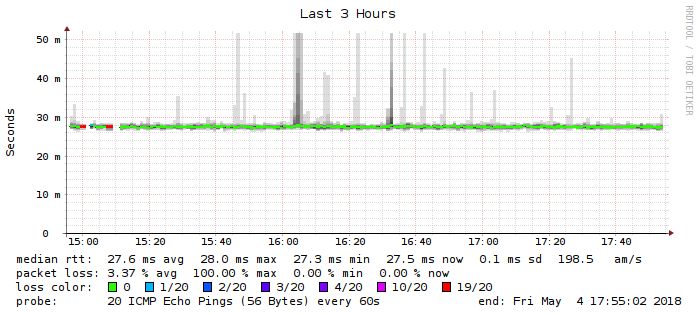 Last 3 Hours
RRDTOOL / TOBI OETIKER
Seconds
50 m
40 m
30 m
20 m
10 m
0
15:00 15:20 15:40 16:00 16:20 16:40 17:00 17:20 17:40
median rtt: 27.6 ms avg 28.0 ms max 27.3 ms min 27.5 ms now 0.1 ms sd 198.5 am/s
packet loss: 3.37 % avg 100.00 % max 0.00 % min 0.00 % now
loss color: 0 1/20 2/20 3/20 4/20 10/20 19/20
probe: 20 ICMP Echo Pings (56 Bytes) every 60s end: Fri May 4 17:55:02 2018